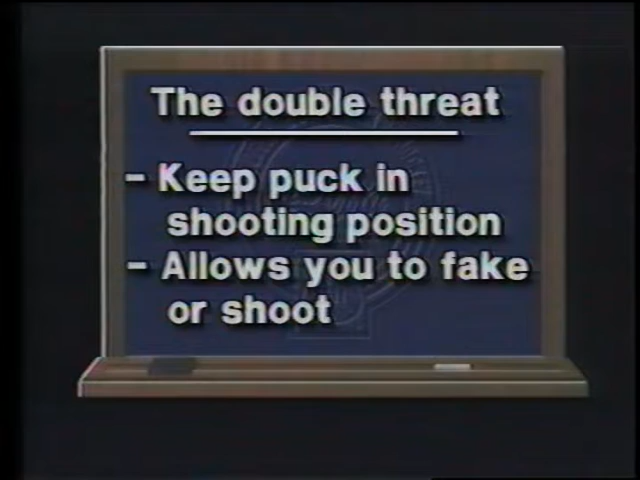 The double threat
- Keep puck in
shooting position
- Allows you to fake
or shoot